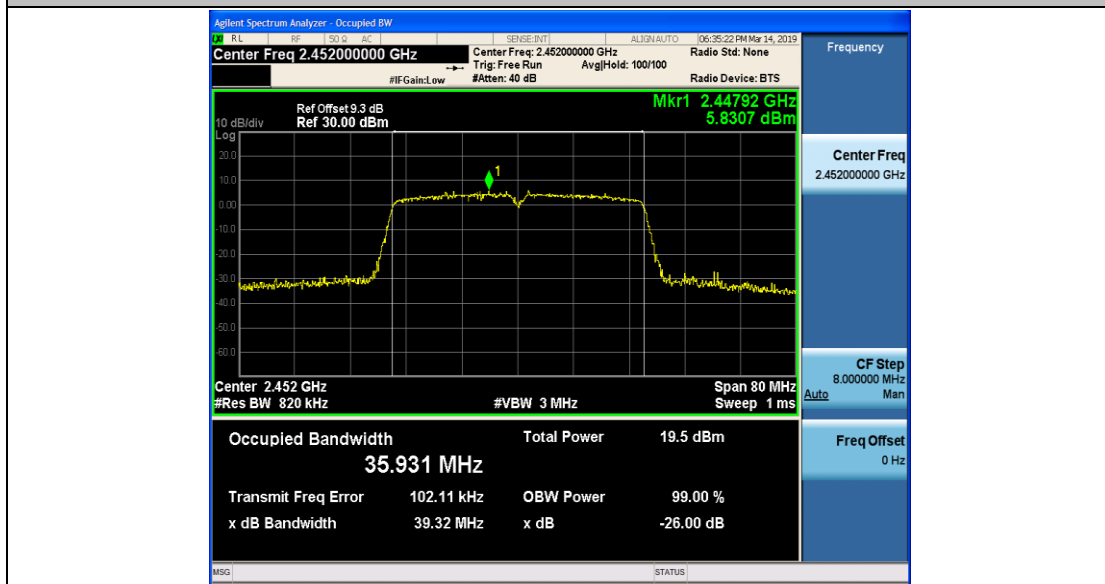 Agilent Spectrum Analyzer - Occupied BW
RL RF 50 Ω AC SENSE:INT ALIGN AUTO 06:35:22 PM Mar 14, 2019
Center Freq 2.452000000 GHz Center Freq: 2.452000000 GHz Radio Std: None
Trig: Free Run Avg|Hold: 100/100
#IFGain:Low #Atten: 40 dB Radio Device: BTS
Frequency
Mkr1 2.44792 GHz
5.8307 dBm
Ref Offset 9.3 dB
10 dB/div Ref 30.00 dBm
Log
20.0
10.0
0.00
-10.0
-20.0
-30.0
-40.0
-50.0
-60.0
1
Center 2.452 GHz Span 80 MHz
#Res BW 820 kHz #VBW 3 MHz Sweep 1 ms
Center Freq
2.452000000 GHz
CF Step
8.000000 MHz
Auto Man
Freq Offset
0 Hz
Occupied Bandwidth Total Power 19.5 dBm
35.931 MHz
Transmit Freq Error 102.11 kHz OBW Power 99.00 %
x dB Bandwidth 39.32 MHz x dB -26.00 dB
MSG STATUS